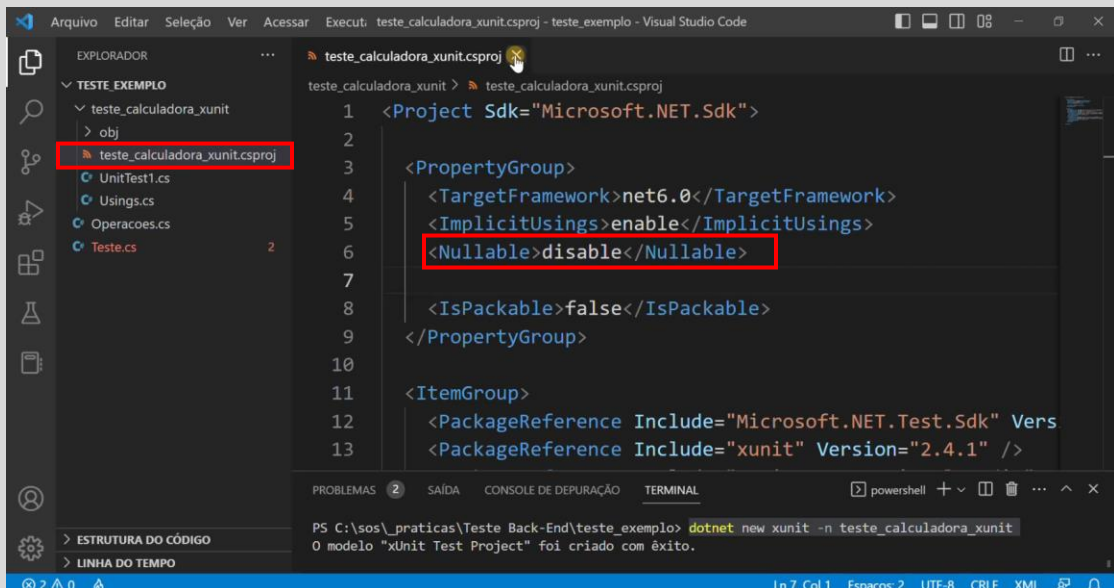 Arquivo Editar Seleção Ver Acessar Executi teste_calculadora_xunit.csproj - teste_exemplo - Visual Studio Code
EXPLORADOR
TESTE_EXEMPLO
teste_calculadora_xunit
obj
teste_calculadora_xunit.csproj
UnitTest1.cs
Usings.cs
Operacoes.cs
Teste.cs 2
ESTRUTURA DO CÓDIGO
LINHA DO TEMPO
teste_calculadora_xunit.csproj
teste_calculadora_xunit > teste_calculadora_xunit.csproj
1 <Project Sdk="Microsoft.NET.Sdk">
2
3 <PropertyGroup>
4 <TargetFramework>net6.0</TargetFramework>
5 <ImplicitUsings>enable</ImplicitUsings>
6 <Nullable>disable</Nullable>
7
8 <IsPackable>false</IsPackable>
9 </PropertyGroup>
10
11 <ItemGroup>
12 <PackageReference Include="Microsoft.NET.Test.Sdk" Vers
13 <PackageReference Include="xunit" Version="2.4.1" />
PROBLEMAS 2 SAÍDA CONSOLE DE DEPURAÇÃO TERMINAL powershell
PS C:\sos\_praticas\Teste Back-End\teste_exemplo> dotnet new xunit -n teste_calculadora_xunit
O modelo "xUnit Test Project" foi criado com êxito.
2 0 Ln 7, Col 1 Espaços: 2 UTF-8 CRLF XML